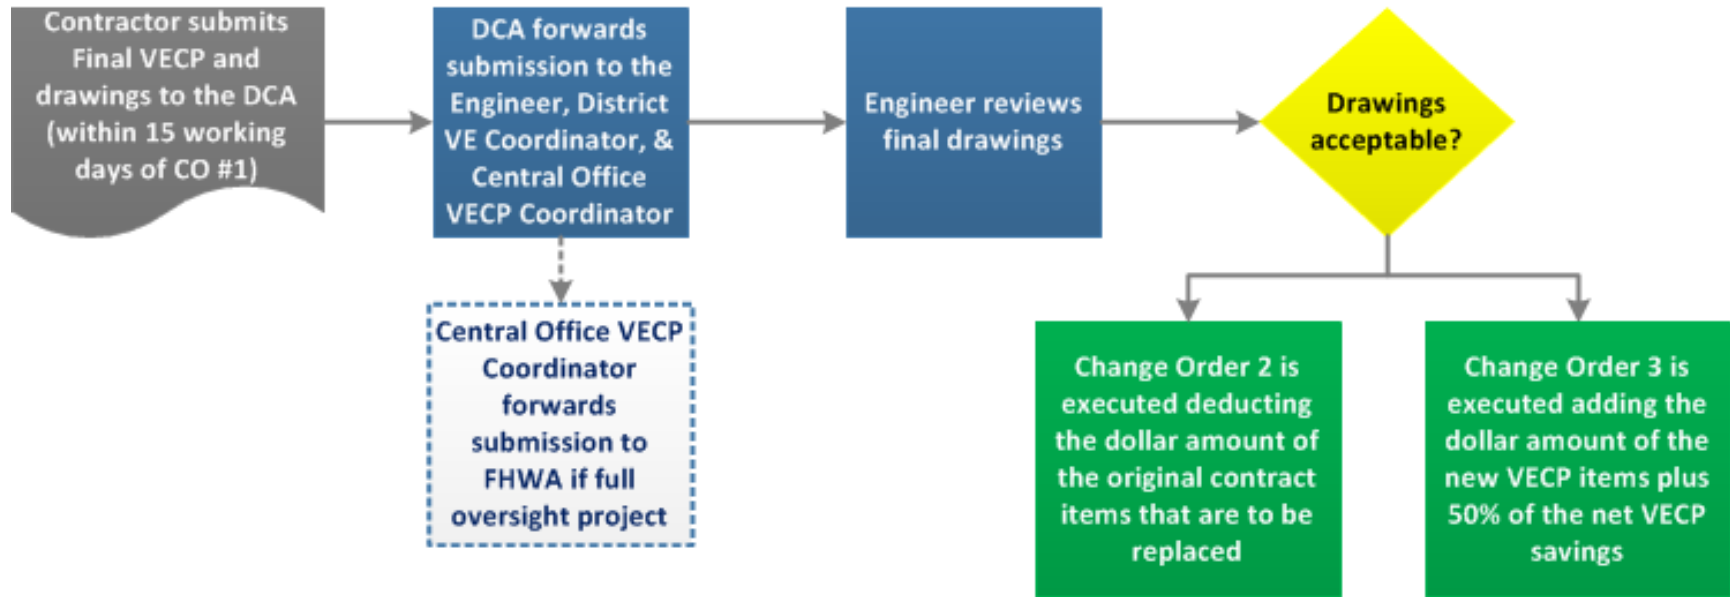 Contractor submits
Final VECP and
drawings to the DCA
(within 15 working
days of CO #1)
DCA forwards
submission to the
Engineer, District
VE Coordinator, &
Central Office
VECP Coordinator
Engineer reviews
final drawings
Drawings
acceptable?
Central Office VECP
Coordinator
forwards
submission to
FHWA if full
oversight project
Change Order 2 is
executed deducting
the dollar amount of
the original contract
items that are to be
replaced
Change Order 3 is
executed adding the
dollar amount of the
new VECP items plus
50% of the net VECP
savings